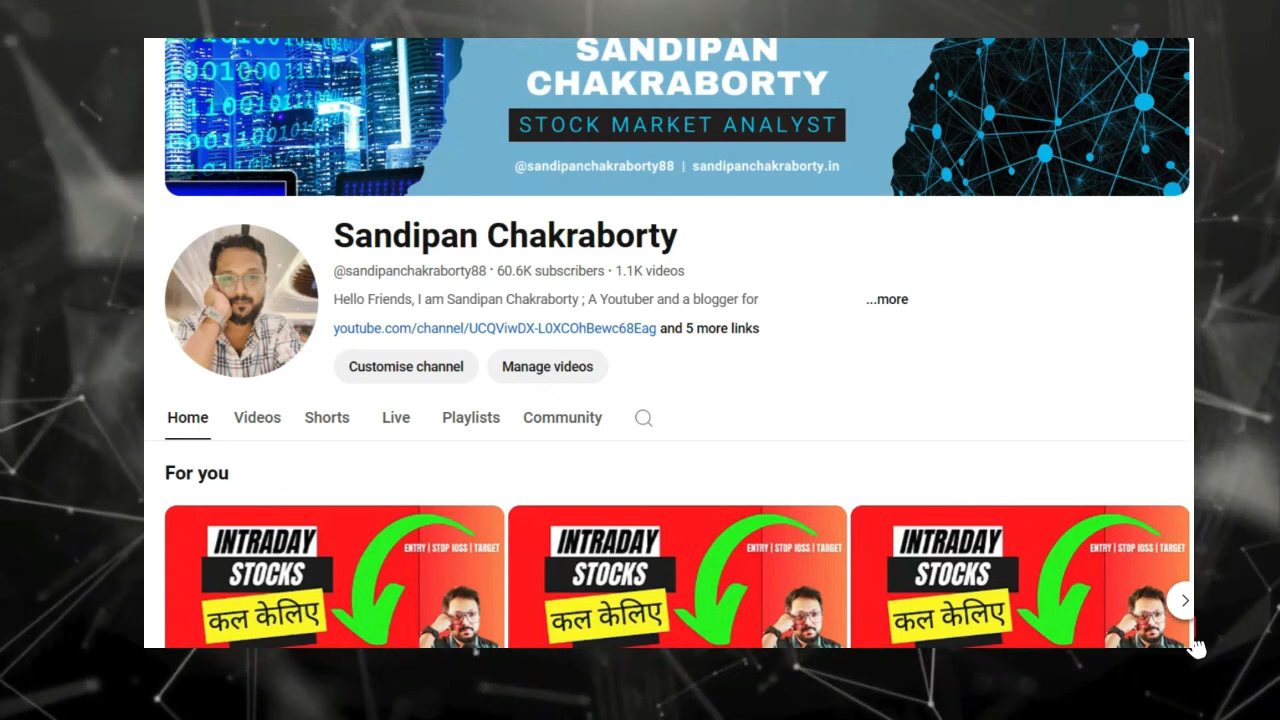 SANDIPAN
CHAKRABORTY
STOCK MARKET ANALYST
@sandipanchakraborty88 | sandipanchakraborty.in
Sandipan Chakraborty
@sandipanchakraborty88 · 60.6K subscribers · 1.1K videos
Hello Friends, I am Sandipan Chakraborty ; A Youtuber and a blogger for ...more
youtube.com/channel/UCQViwDX-L0XCOhBewc68Eag and 5 more links
Customise channel Manage videos
Home Videos Shorts Live Playlists Community
For you
INTRADAY
STOCKS
कल केलिए
ENTRY | STOP lOSS | TARGET
INTRADAY
STOCKS
कल केलिए
ENTRY | STOP lOSS | TARGET
INTRADAY
STOCKS
कल केलिए
ENTRY | STOP lOSS | TARGET